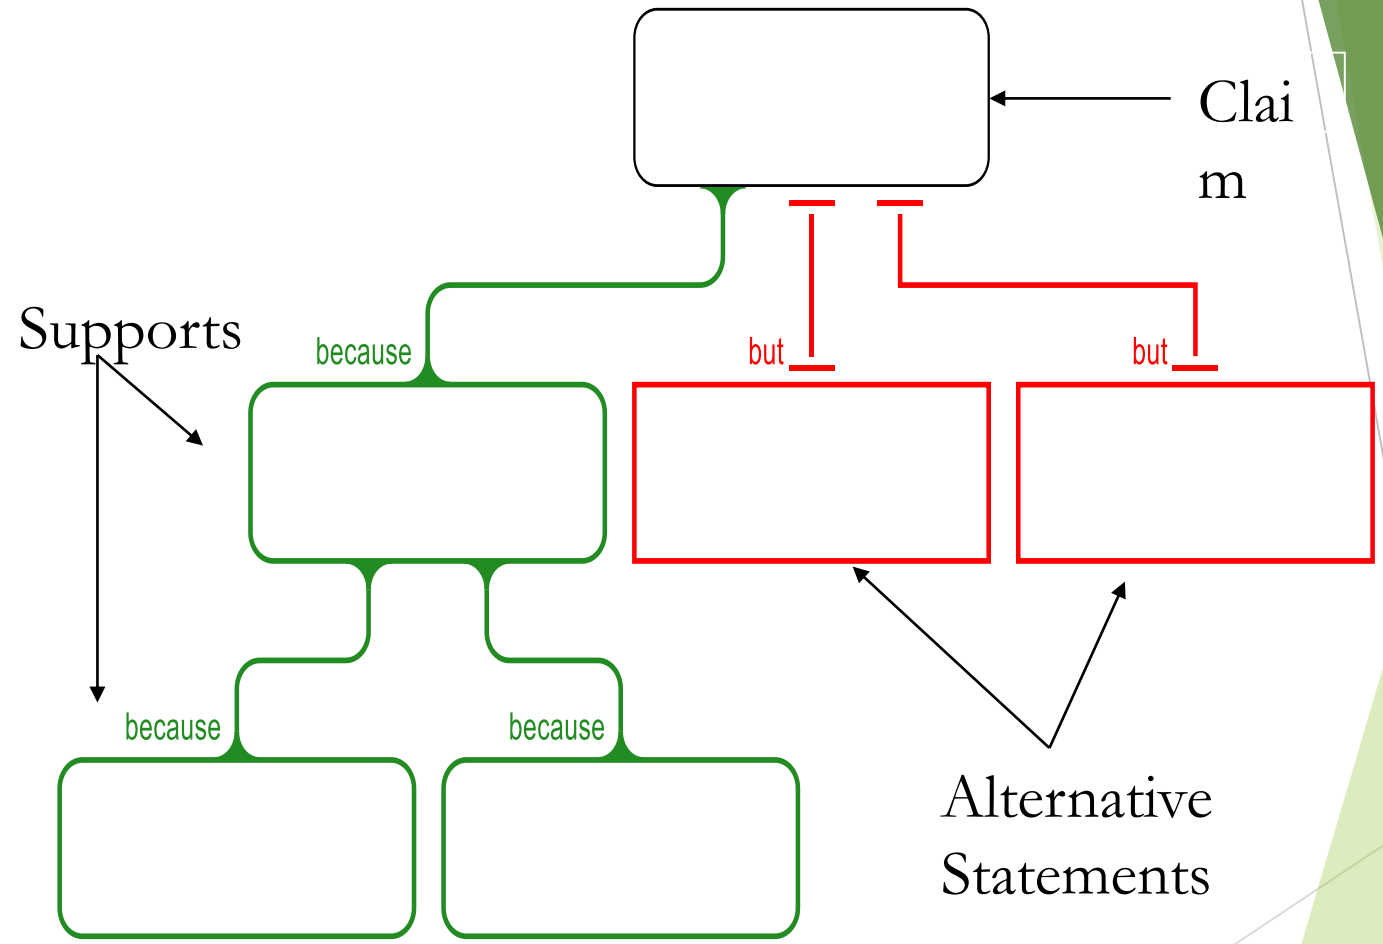 Clai
m
Supports
because
but
but
because
because
Alternative
Statements